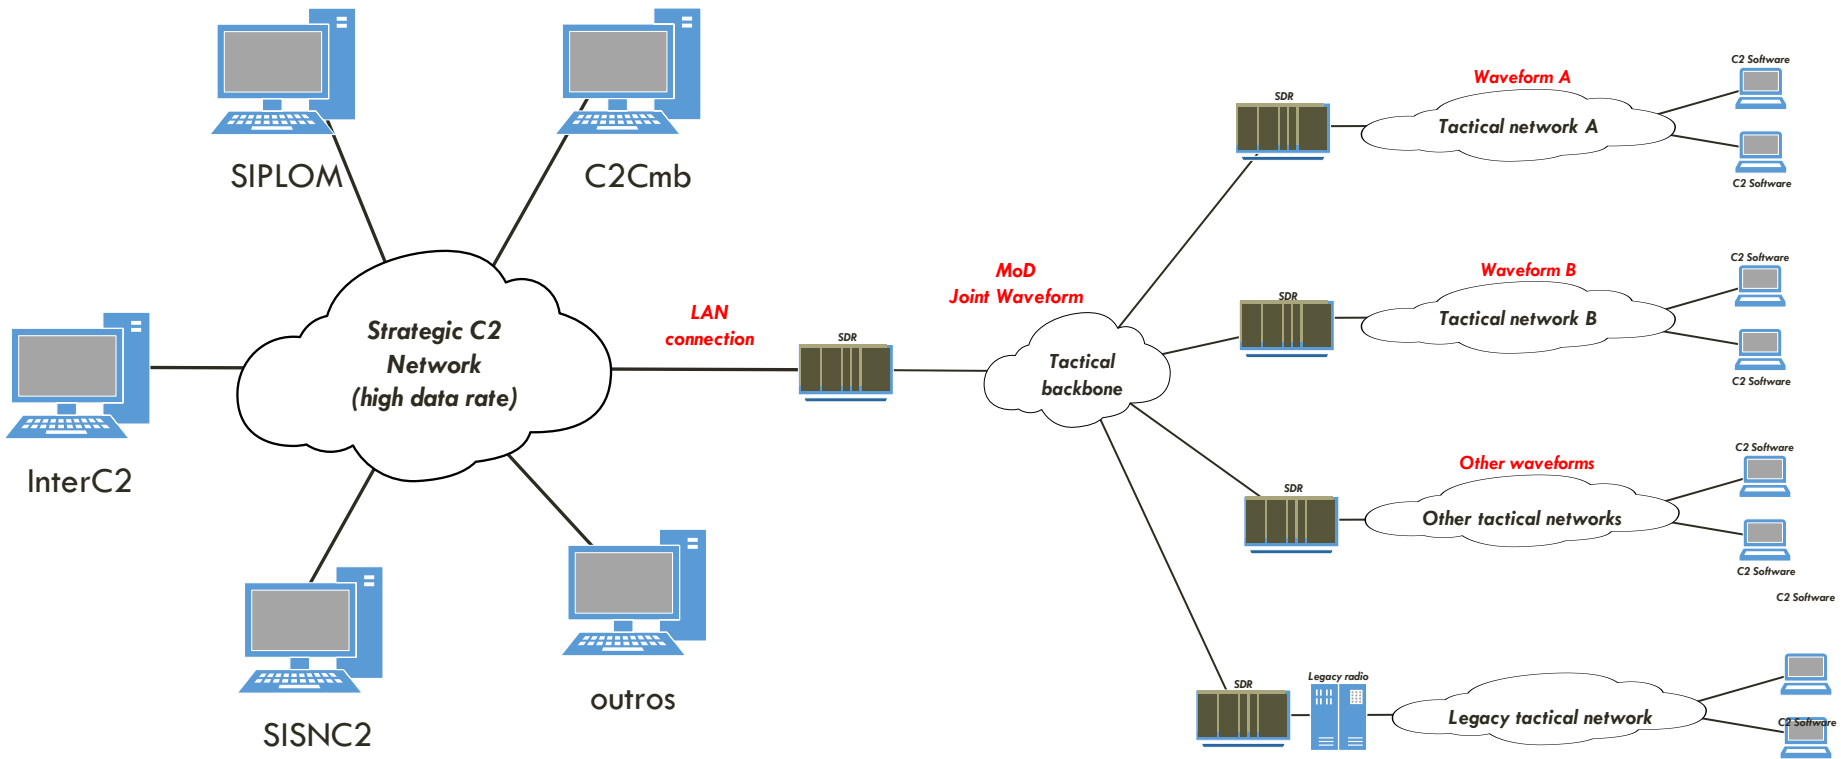 SIPLOM
C2Cmb
InterC2
Strategic C2
Network
(high data rate)
SISNC2
outros
LAN
connection
SDR
MoD
Joint Waveform
Tactical
backbone
SDR
Waveform A
Tactical network A
C2 Software
C2 Software
SDR
Waveform B
Tactical network B
C2 Software
C2 Software
SDR
Other waveforms
Other tactical networks
C2 Software
C2 Software
C2 Software
SDR
Legacy radio
Legacy tactical network
C2 Software